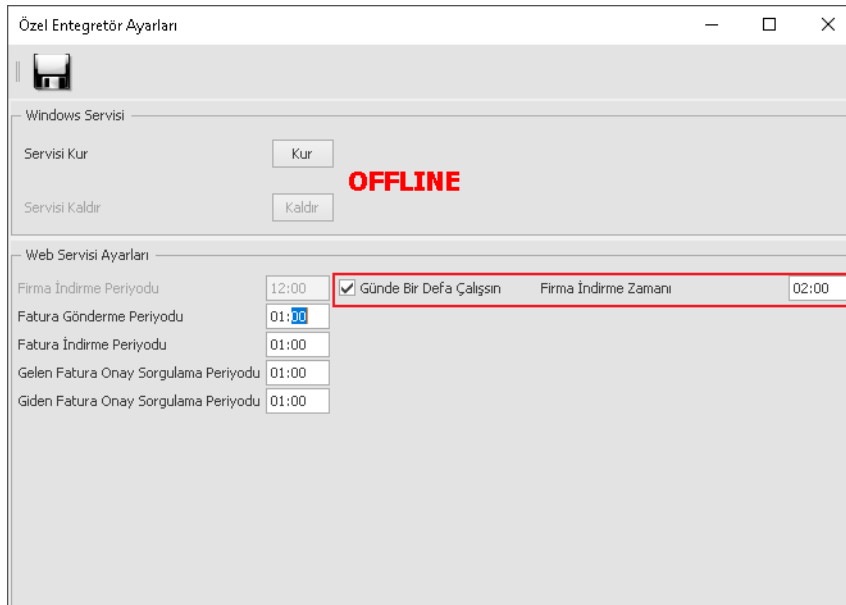 Özel Entegretör Ayarları
Windows Servisi
Servisi Kur Kur
OFFLINE
Servisi Kaldır Kaldır
Web Servisi Ayarları
Firma İndirme Periyodu 12:00 Günde Bir Defa Çalışsın Firma İndirme Zamanı 02:00
Fatura Gönderme Periyodu 01:00
Fatura İndirme Periyodu 01:00
Gelen Fatura Onay Sorgulama Periyodu 01:00
Giden Fatura Onay Sorgulama Periyodu 01:00